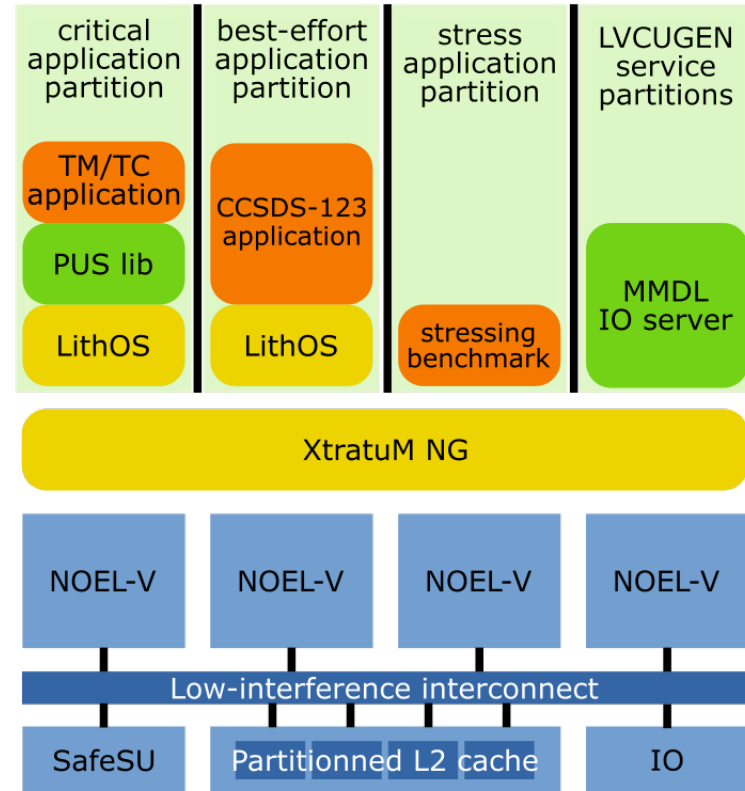 critical
application
partition
best-effort
application
partition
stress
application
partition
LVCUGEN
service
partitions
TM/TC
application
PUS lib
LithOS
CCSDS-123
application
LithOS
stressing
benchmark
MMDL
IO server
XtratuM NG
NOEL-V
NOEL-V
NOEL-V
NOEL-V
Low-interference interconnect
SafeSU
Partitionned L2 cache
IO